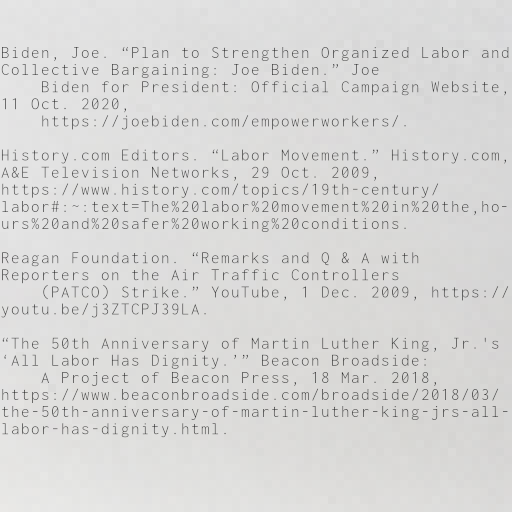 Biden, Joe. “Plan to Strengthen Organized Labor and
Collective Bargaining: Joe Biden.” Joe
Biden for President: Official Campaign Website,
11 Oct. 2020,
https://joebiden.com/empowerworkers/.
History.com Editors. “Labor Movement.” History.com,
A&E Television Networks, 29 Oct. 2009,
https://www.history.com/topics/19th-century/
labor#:~:text=The%20labor%20movement%20in%20the,ho-
urs%20and%20safer%20working%20conditions.
Reagan Foundation. “Remarks and Q & A with
Reporters on the Air Traffic Controllers
(PATCO) Strike.” YouTube, 1 Dec. 2009, https://
youtu.be/j3ZTCPJ39LA.
“The 50th Anniversary of Martin Luther King, Jr.'s
‘All Labor Has Dignity.’” Beacon Broadside:
A Project of Beacon Press, 18 Mar. 2018,
https://www.beaconbroadside.com/broadside/2018/03/
the-50th-anniversary-of-martin-luther-king-jrs-all-
labor-has-dignity.html.